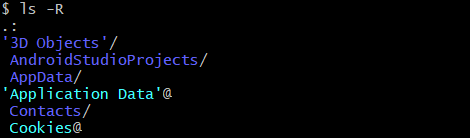 $ ls -R
.:
'3D Objects'/
AndroidStudioProjects/
AppData/
'Application Data'@
Contacts/
Cookies@